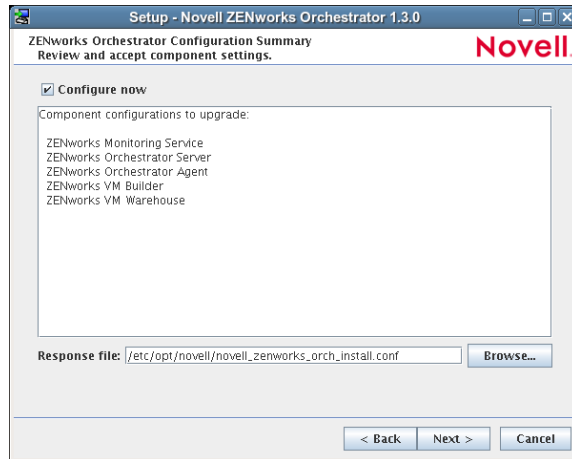 Setup - Novell ZENworks Orchestrator 1.3.0
ZENworks Orchestrator Configuration Summary
Review and accept component settings.
Novell.
Configure now
Component configurations to upgrade:
ZENworks Monitoring Service
ZENworks Orchestrator Server
ZENworks Orchestrator Agent
ZENworks VM Builder
ZENworks VM Warehouse
Response file: /etc/opt/novell/novell_zenworks_orch_install.conf Browse...
< Back Next > Cancel